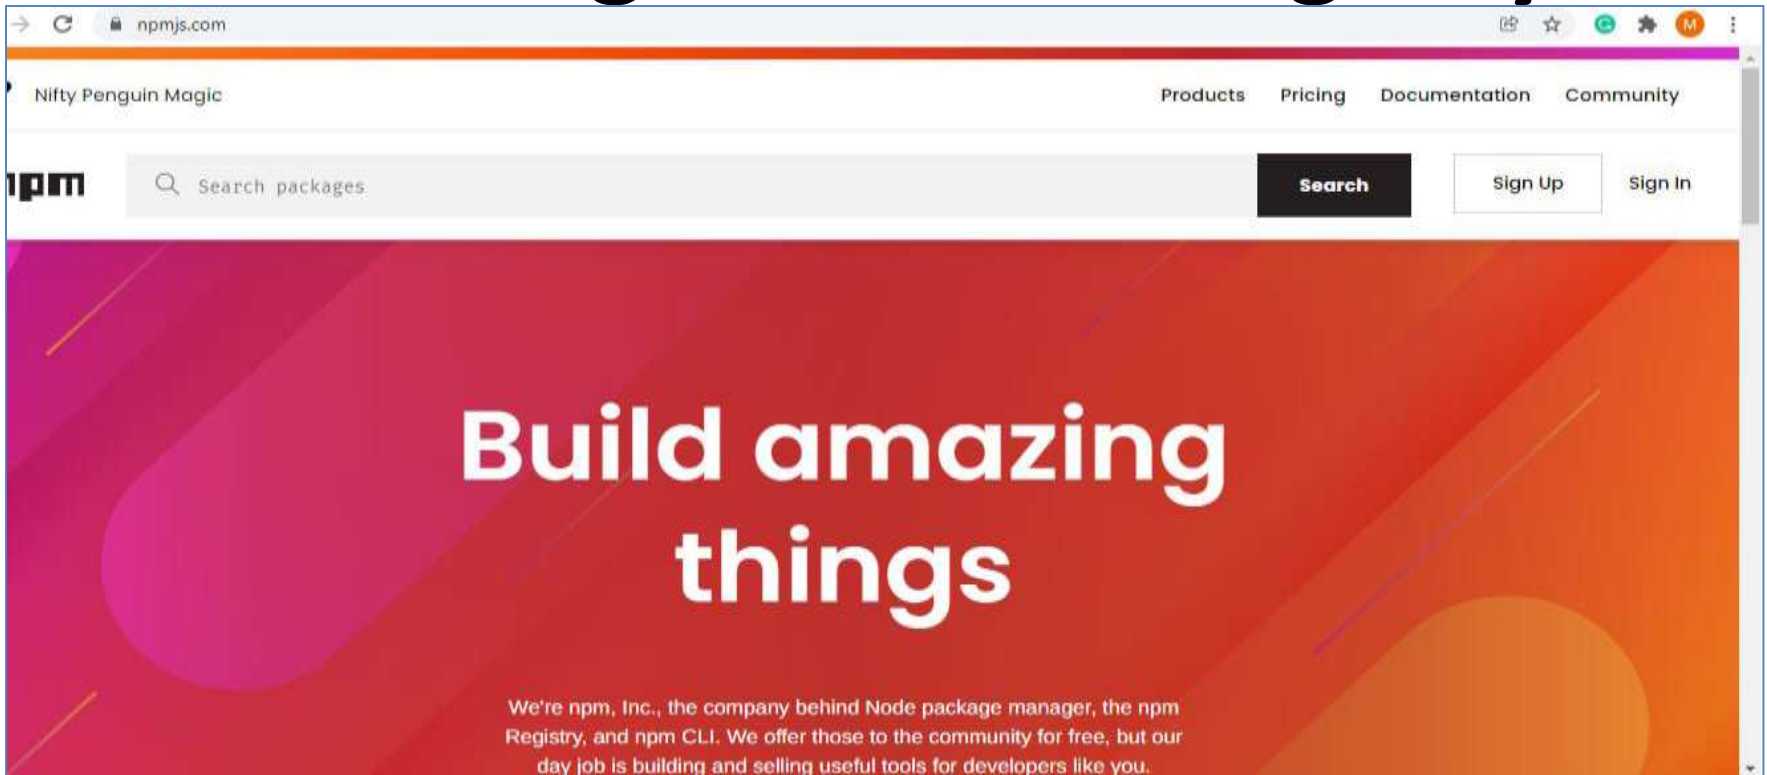 npmjs.com
M
Nifty Penguin Magic
Products Pricing Documentation Community
npm
Search packages
Search
Sign Up
Sign In
Build amazing
things
We're npm, Inc., the company behind Node package manager, the npm
Registry, and npm CLI. We offer those to the community for free, but our
day job is building and selling useful tools for developers like you.